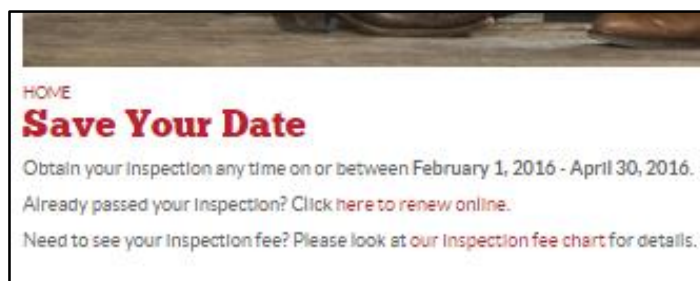 HOME
Save Your Date
Obtain your inspection any time on or between February 1, 2016 - April 30, 2016.
Already passed your inspection? Click here to renew online.
Need to see your inspection fee? Please look at our inspection fee chart for details.